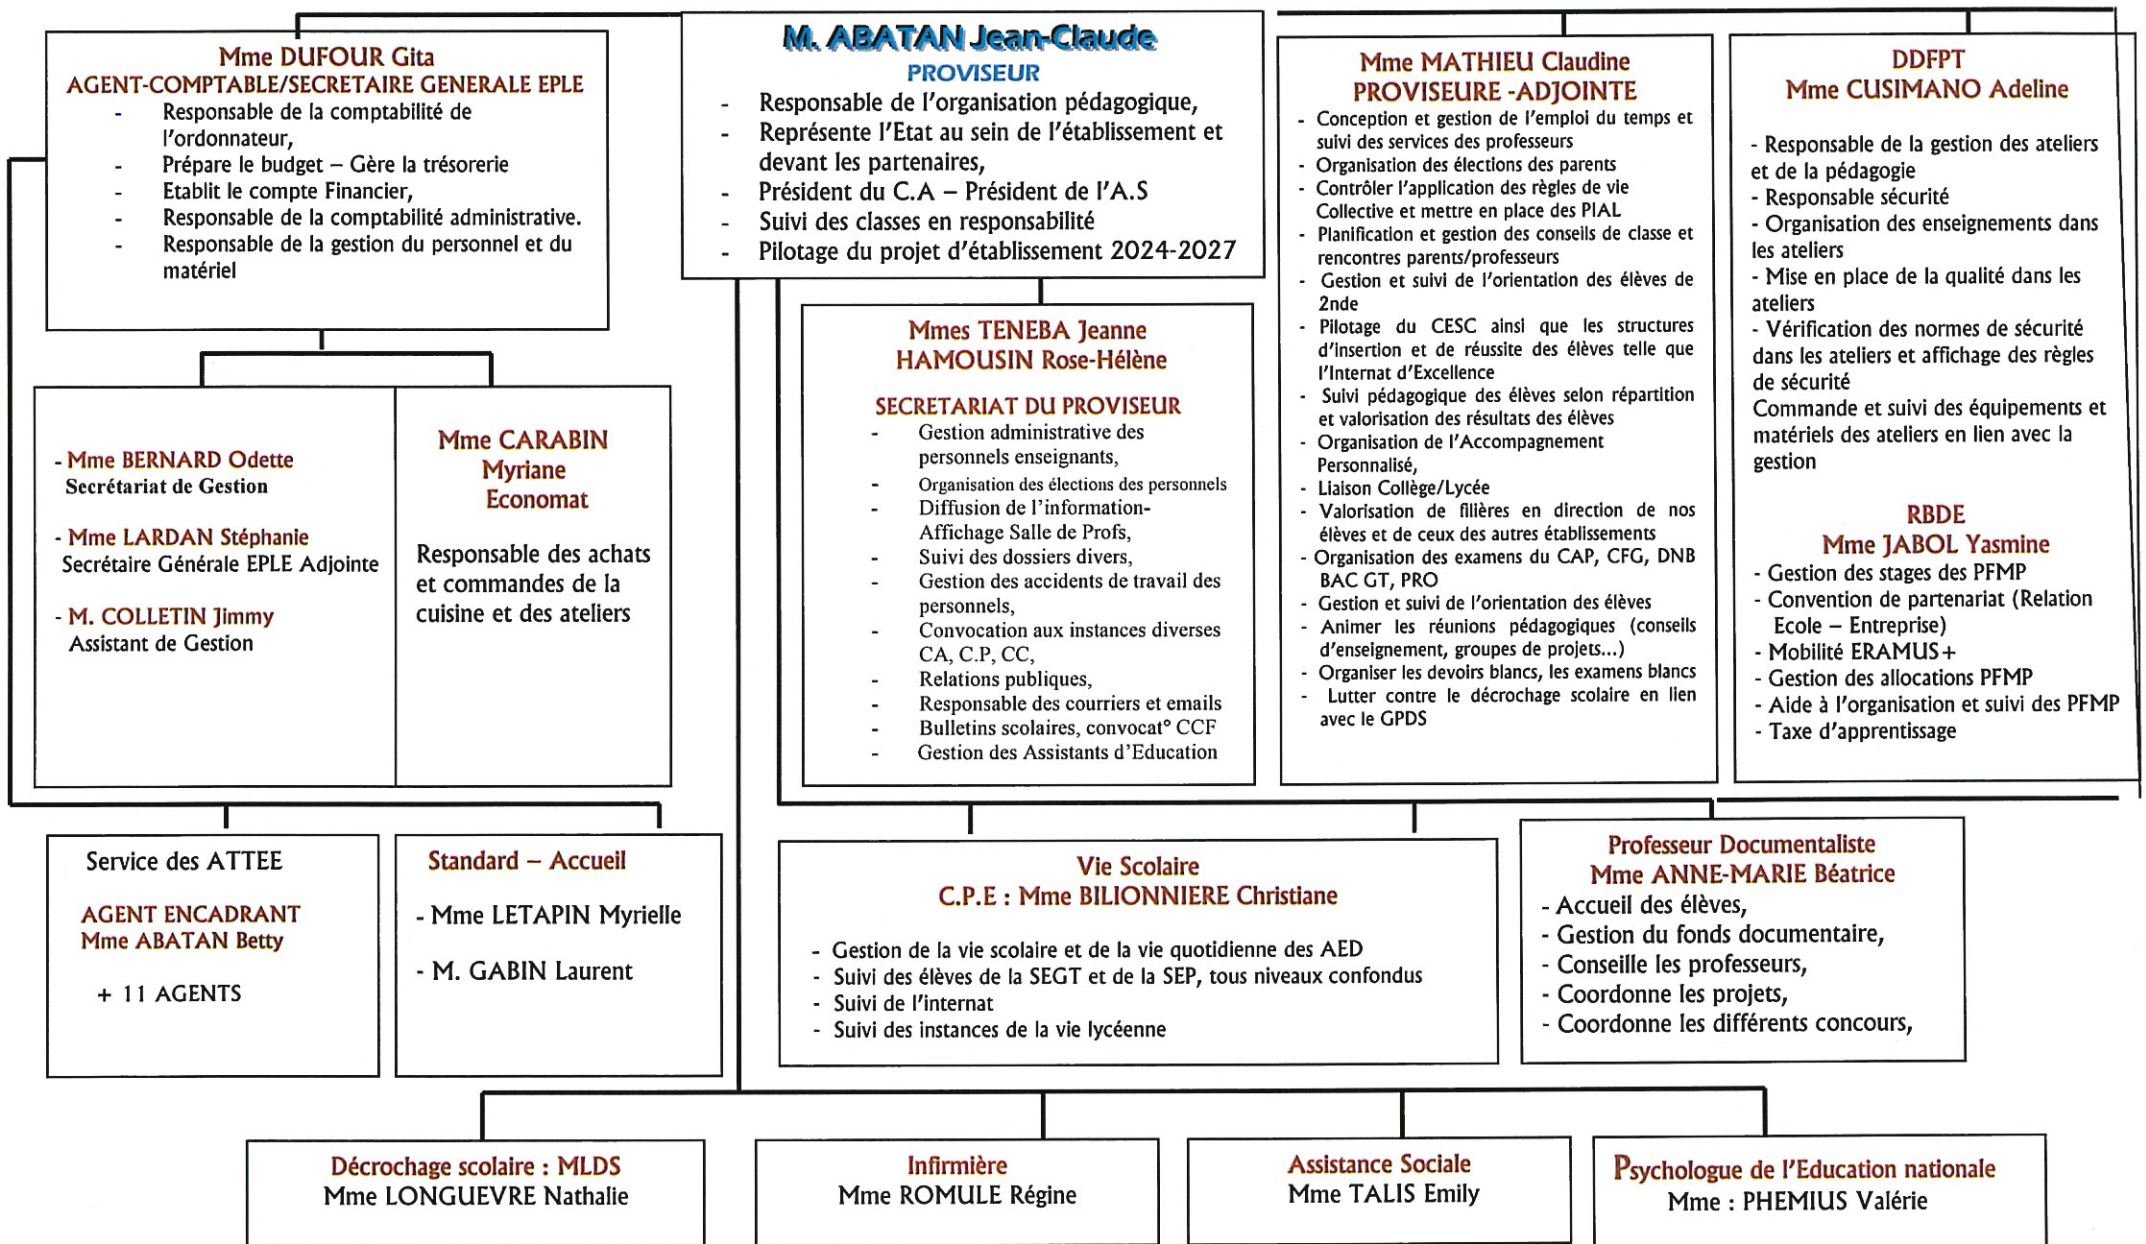 M. ABATAN Jean-Claude
PROVISEUR
- Responsable de l'organisation pédagogique,
- Représente l'Etat au sein de l'établissement et
devant les partenaires,
- Président du C.A – Président de l'A.S
- Suivi des classes en responsabilité
- Pilotage du projet d'établissement 2024-2027
Mme DUFOUR Gita
AGENT-COMPTABLE/SECRETAIRE GENERALE EPLE
- Responsable de la comptabilité de
l'ordonnateur,
- Prépare le budget – Gère la trésorerie
- Etablit le compte Financier,
- Responsable de la comptabilité administrative.
- Responsable de la gestion du personnel et du
matériel
Mme MATHIEU Claudine
PROVISEURE -ADJOINTE
- Conception et gestion de l'emploi du temps et
suivi des services des professeurs
- Organisation des élections des parents
- Contrôler l'application des règles de vie
Collective et mettre en place des PIAL
- Planification et gestion des conseils de classe et
rencontres parents/professeurs
- Gestion et suivi de l'orientation des élèves de
2nde
- Pilotage du CESC ainsi que les structures
d'insertion et de réussite des élèves telle que
l'Internat d'Excellence
- Suivi pédagogique des élèves selon répartition
et valorisation des résultats des élèves
- Organisation de l'Accompagnement
Personnalisé,
- Liaison Collège/Lycée
- Valorisation de filières en direction de nos
élèves et de ceux des autres établissements
- Organisation des examens du CAP, CFG, DNB
BAC GT, PRO
- Gestion et suivi de l'orientation des élèves
- Animer les réunions pédagogiques (conseils
d'enseignement, groupes de projets...)
- Organiser les devoirs blancs, les examens blancs
- Lutter contre le décrochage scolaire en lien
avec le GPDS
DDFPT
Mme CUSIMANO Adeline
- Responsable de la gestion des ateliers
et de la pédagogie
- Responsable sécurité
- Organisation des enseignements dans
les ateliers
- Mise en place de la qualité dans les
ateliers
- Vérification des normes de sécurité
dans les ateliers et affichage des règles
de sécurité
Commande et suivi des équipements et
matériels des ateliers en lien avec la
gestion
RBDE
Mme JABOL Yasmine
- Gestion des stages des PFMP
- Convention de partenariat (Relation
Ecole – Entreprise)
- Mobilité ERAMUS+
- Gestion des allocations PFMP
- Aide à l'organisation et suivi des PFMP
- Taxe d'apprentissage
Mmes TENEBA Jeanne
HAMOUSIN Rose-Hélène
SECRETARIAT DU PROVISEUR
- Gestion administrative des
personnels enseignants,
- Organisation des élections des personnels
- Diffusion de l'information-
Affichage Salle de Profs,
- Suivi des dossiers divers,
- Gestion des accidents de travail des
personnels,
- Convocation aux instances diverses
CA, C.P, CC,
- Relations publiques,
- Responsable des courriers et emails
- Bulletins scolaires, convocat° CCF
- Gestion des Assistants d'Education
- Mme BERNARD Odette
Secrétariat de Gestion
- Mme LARDAN Stéphanie
Secrétaire Générale EPLE Adjointe
- M. COLLETIN Jimmy
Assistant de Gestion
Mme CARABIN
Myriane
Economat
Responsable des achats
et commandes de la
cuisine et des ateliers
Service des ATTEE
AGENT ENCADRANT
Mme ABATAN Betty
+ 11 AGENTS
Standard – Accueil
- Mme LETAPIN Myrielle
- M. GABIN Laurent
Vie Scolaire
C.P.E : Mme BILIONNIERE Christiane
- Gestion de la vie scolaire et de la vie quotidienne des AED
- Suivi des élèves de la SEGT et de la SEP, tous niveaux confondus
- Suivi de l'internat
- Suivi des instances de la vie lycéenne
Professeur Documentaliste
Mme ANNE-MARIE Béatrice
- Accueil des élèves,
- Gestion du fonds documentaire,
- Conseille les professeurs,
- Coordonne les projets,
- Coordonne les différents concours,
Décrochage scolaire : MLDS
Mme LONGUEVRE Nathalie
Infirmière
Mme ROMULE Régine
Assistance Sociale
Mme TALIS Emily
Psychologue de l'Education nationale
Mme : PHEMIUS Valérie